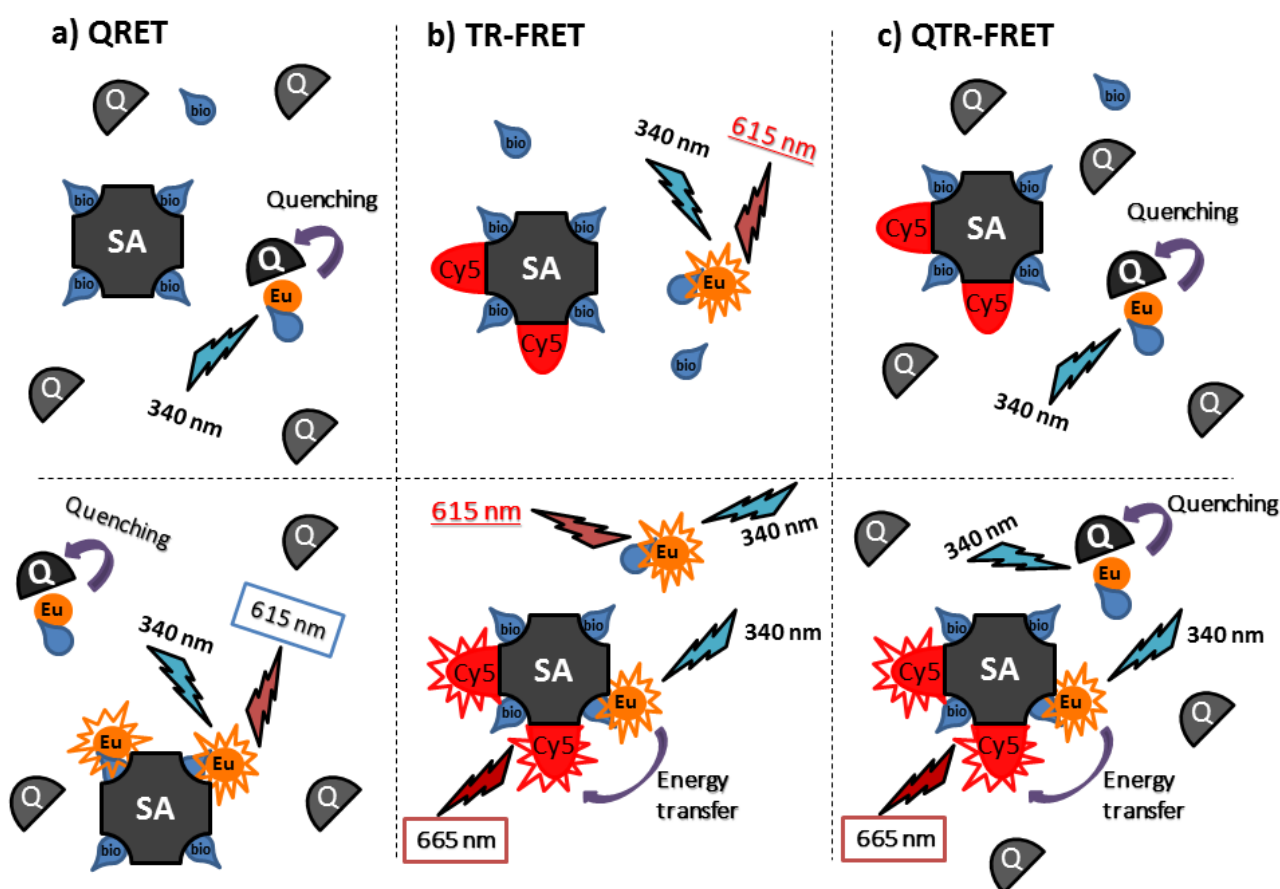 a) QRET
Q
bio
Q
bio
bio
SA
bio
bio
Quenching
Q
Eu
Q
340 nm
Q
b) TR-FRET
bio
340 nm
615 nm
bio
bio
Cy5
SA
Eu
bio
bio
Cy5
bio
c) QTR-FRET
Q
bio
Q
bio
bio
Cy5
SA
Quenching
bio
bio
Q
Eu
Cy5
Q
340 nm
Q
Quenching
Q
Q
Eu
615 nm
340 nm
Eu
Eu
Q
SA
Q
bio
bio
615 nm
340 nm
Eu
bio
bio
340 nm
Cy5
SA
Eu
bio
Cy5
Energy
transfer
665 nm
Q
340 nm
Q
Quenching
Eu
bio
bio
340 nm
Cy5
SA
Eu
bio
Q
Cy5
Energy
transfer
665 nm
Q